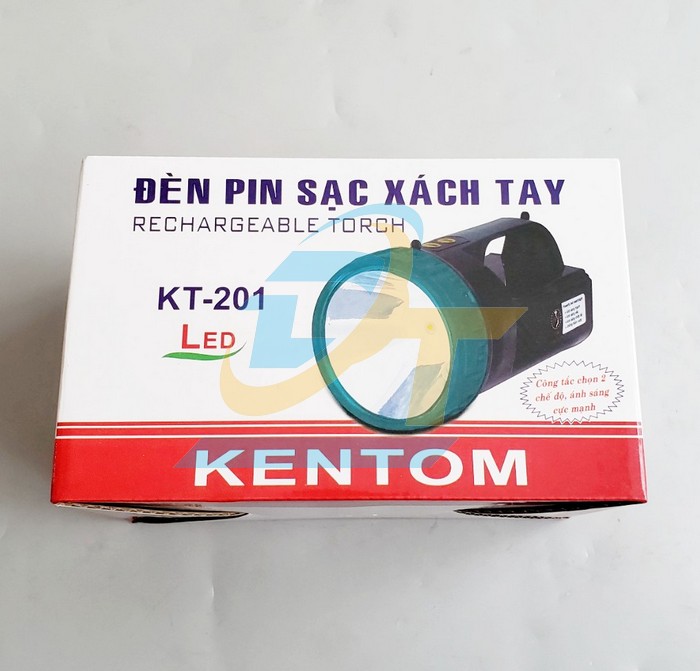 ĐÈN PIN SẠC XÁCH TAY
RECHARGEABLE TORCH
KT-201
LED
Công tắc chọn 2
chế độ, ánh sáng
cực mạnh
KENTOM